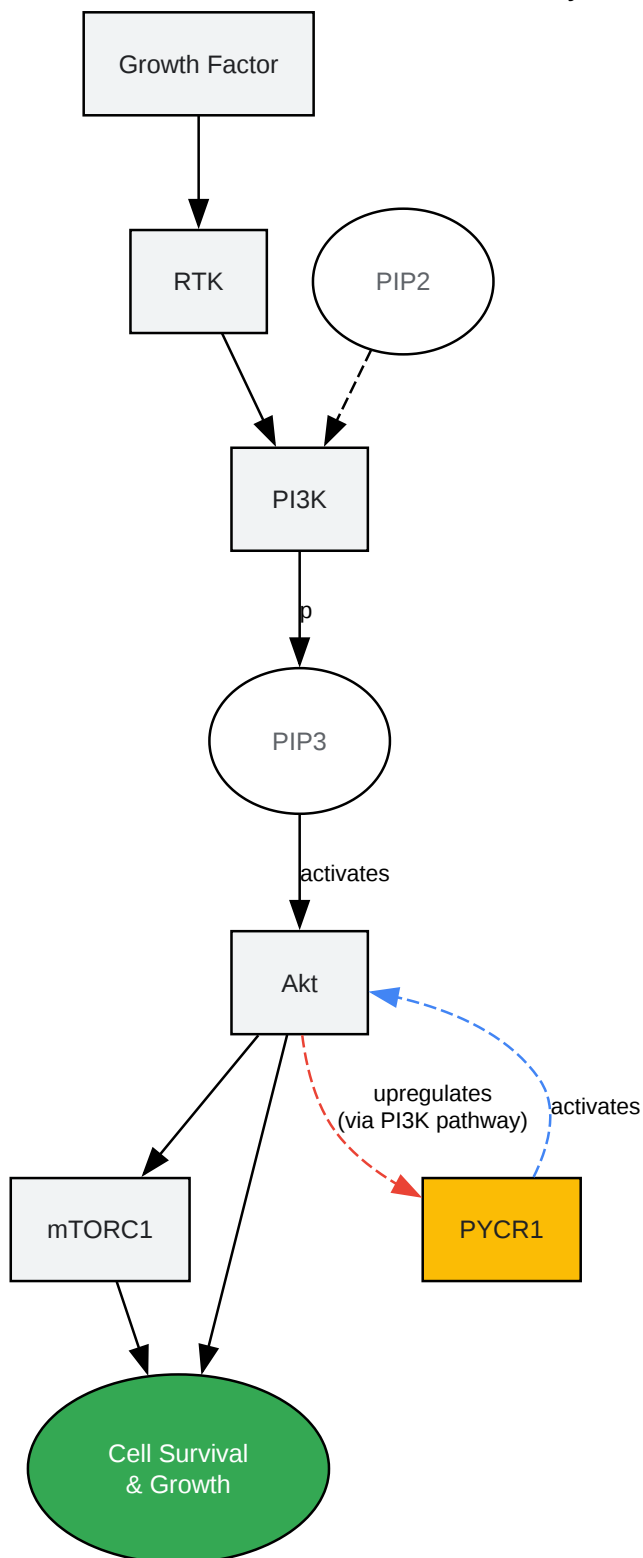 Growth Factor
RTK
PIP2
PI3K
p
PIP3
activates
Akt
upregulates
(via PI3K pathway)
activates
mTORC1
PYCR1
Cell Survival
& Growth